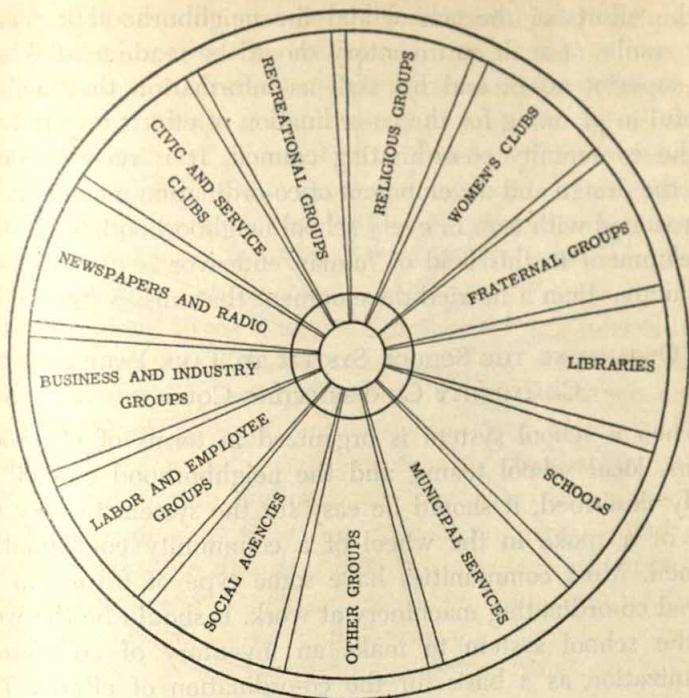 RELIGIOUS GROUPS
WOMEN'S CLUBS
FRATERNAL GROUPS
LIBRARIES
SCHOOLS
MUNICIPAL SERVICES
OTHER GROUPS
SOCIAL AGENCIES
LABOR AND EMPLOYEE
GROUPS
BUSINESS AND INDUSTRY
GROUPS
NEWSPAPERS AND RADIO
CIVIC AND SERVICE
CLUBS
RECREATIONAL GROUPS